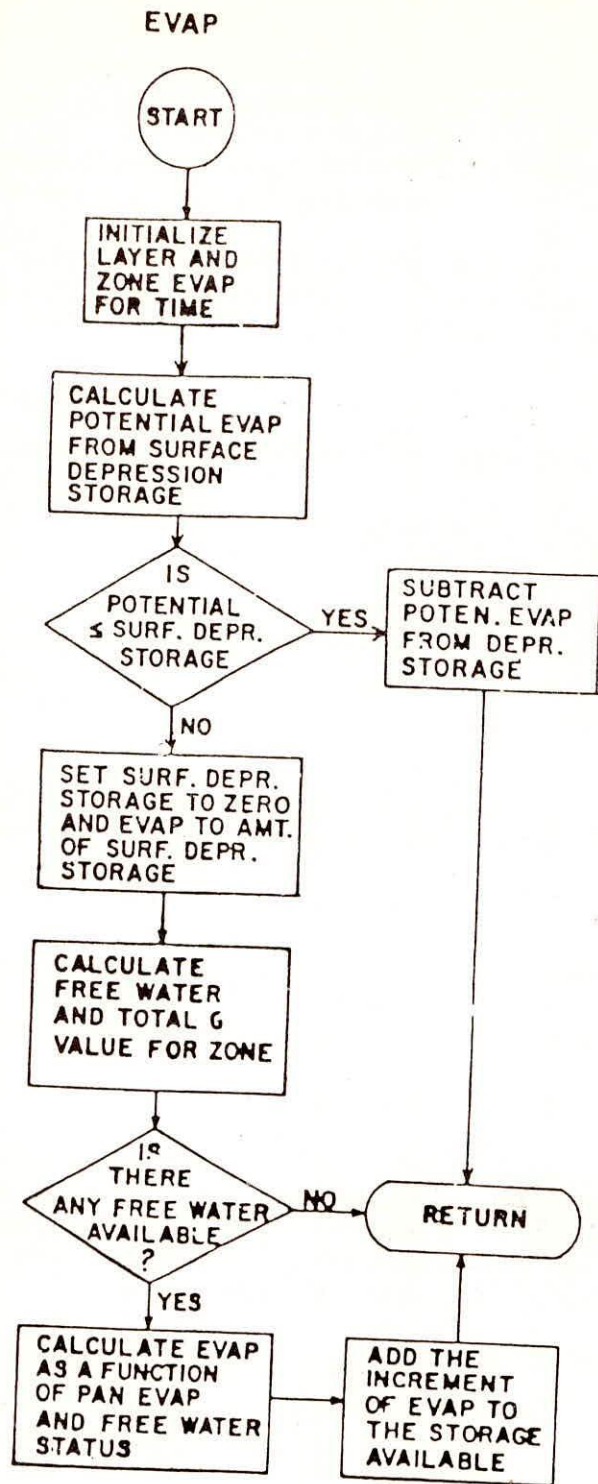 EVAP
START
INITIALIZE
LAYER AND
ZONE EVAP
FOR TIME
CALCULATE
POTENTIAL EVAP
FROM SURFACE
DEPRESSION
STORAGE
IS
POTENTIAL
≤ SURF. DEPR.
STORAGE
YES
SUBTRACT
POTEN. EVAP
FROM DEPR.
STORAGE
NO
SET SURF. DEPR.
STORAGE TO ZERO
AND EVAP TO AMT.
OF SURF. DEPR.
STORAGE
CALCULATE
FREE WATER
AND TOTAL G
VALUE FOR ZONE
IS
THERE
ANY FREE WATER
AVAILABLE
?
NO
RETURN
YES
CALCULATE EVAP
AS A FUNCTION
OF PAN EVAP
AND FREE WATER
STATUS
ADD THE
INCREMENT
OF EVAP TO
THE STORAGE
AVAILABLE